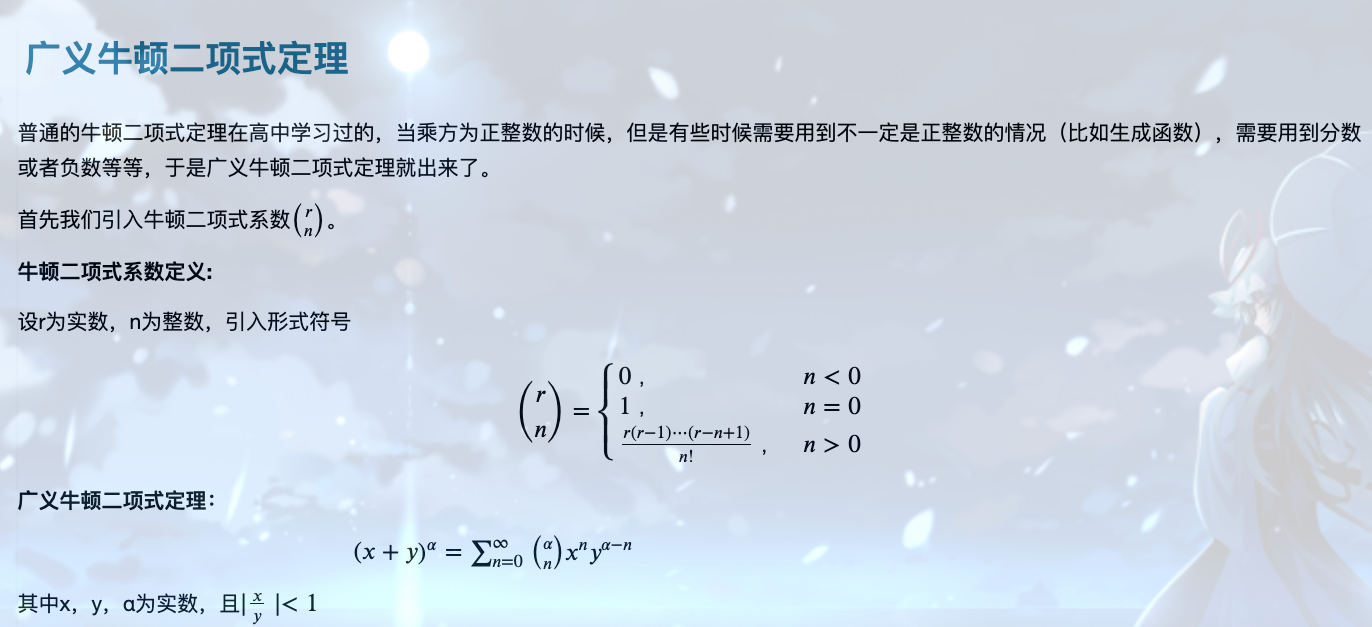 广义牛顿二项式定理
普通的牛顿二项式定理在高中学习过的，当乘方为正整数的时候，但是有些时候需要用到不一定是正整数的情况（比如生成函数），需要用到分数
或者负数等等，于是广义牛顿二项式定理就出来了。
首先我们引入牛顿二项式系数$\binom{r}{n}$。
牛顿二项式系数定义:
设r为实数，n为整数，引入形式符号
$\binom{r}{n} = \begin{cases} 0， & n < 0 \\ 1， & n = 0 \\ \frac{r(r-1)\cdots(r-n+1)}{n!}， & n > 0 \end{cases}$
广义牛顿二项式定理：
$(x + y)^{\alpha} = \sum_{n=0}^{\infty} \binom{\alpha}{n} x^{n} y^{\alpha-n}$
其中x，y，α为实数，且$|\frac{x}{y}| < 1$